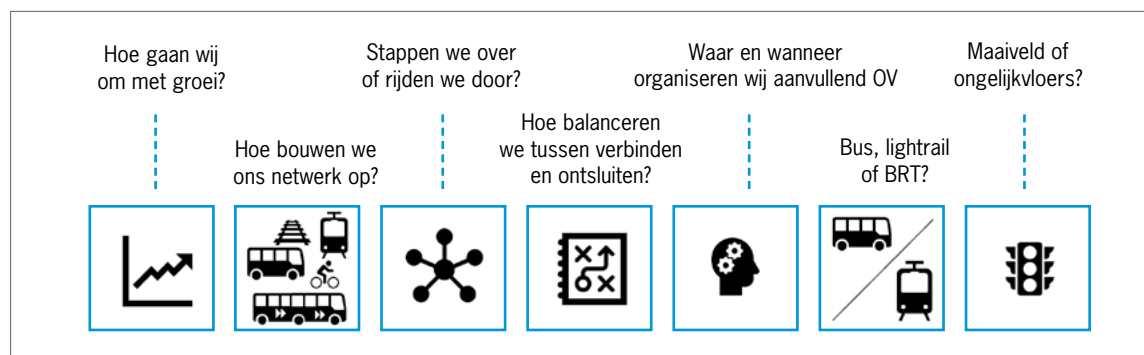 Hoe gaan wij
om met groei?
Hoe bouwen we
ons netwerk op?
Stappen we over
of rijden we door?
Hoe balanceren
we tussen verbinden
en ontsluiten?
Waar en wanneer
organiseren wij aanvullend OV
Bus, lightrail
of BRT?
Maaiveld of
ongelijkvloers?